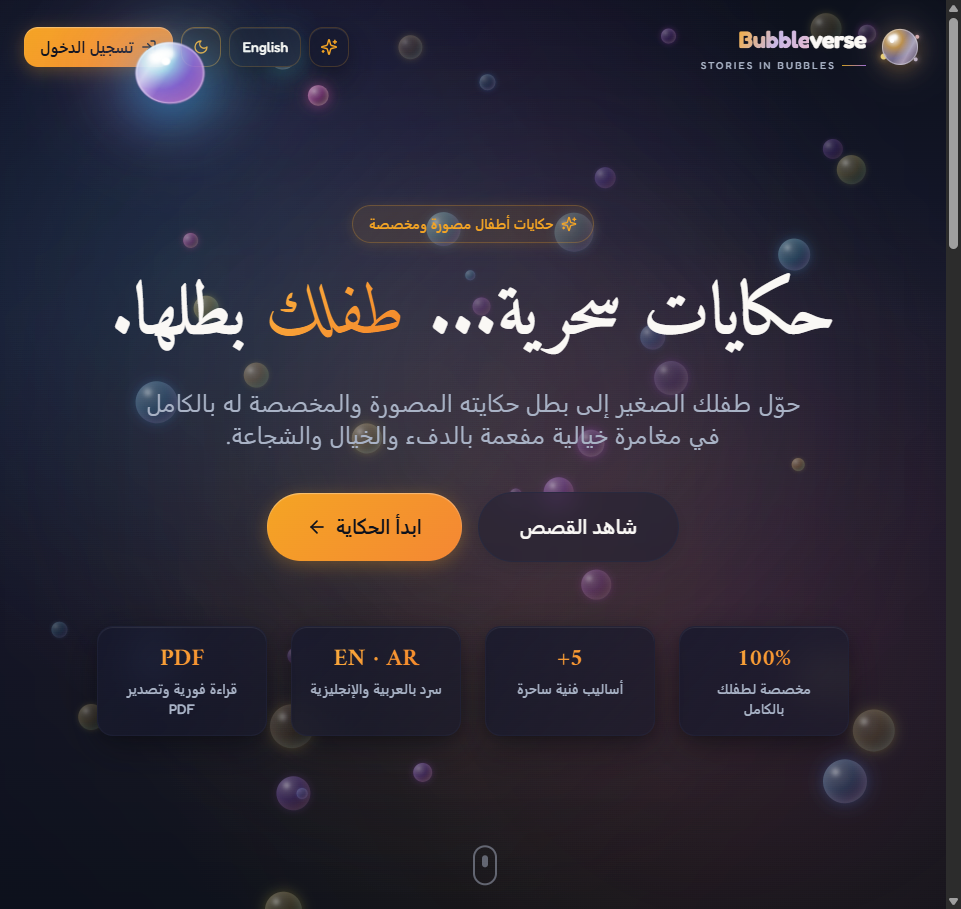 Bubbleverse
STORIES IN BUBBLES
English
تسجيل الدخول
حكايات أطفال مصورة ومخصصة
حكايات سحرية... طفلك بطلها.
حوّل طفلك الصغير إلى بطل حكايته المصورة والمخصصة له بالكامل
في مغامرة خيالية مفعمة بالدفء والخيال والشجاعة.
شاهد القصص
ابدأ الحكاية
100%
مخصصة لطفلك
بالكامل
+5
أساليب فنية ساحرة
EN · AR
سرد بالعربية والإنجليزية
PDF
قراءة فورية وتصدير
PDF